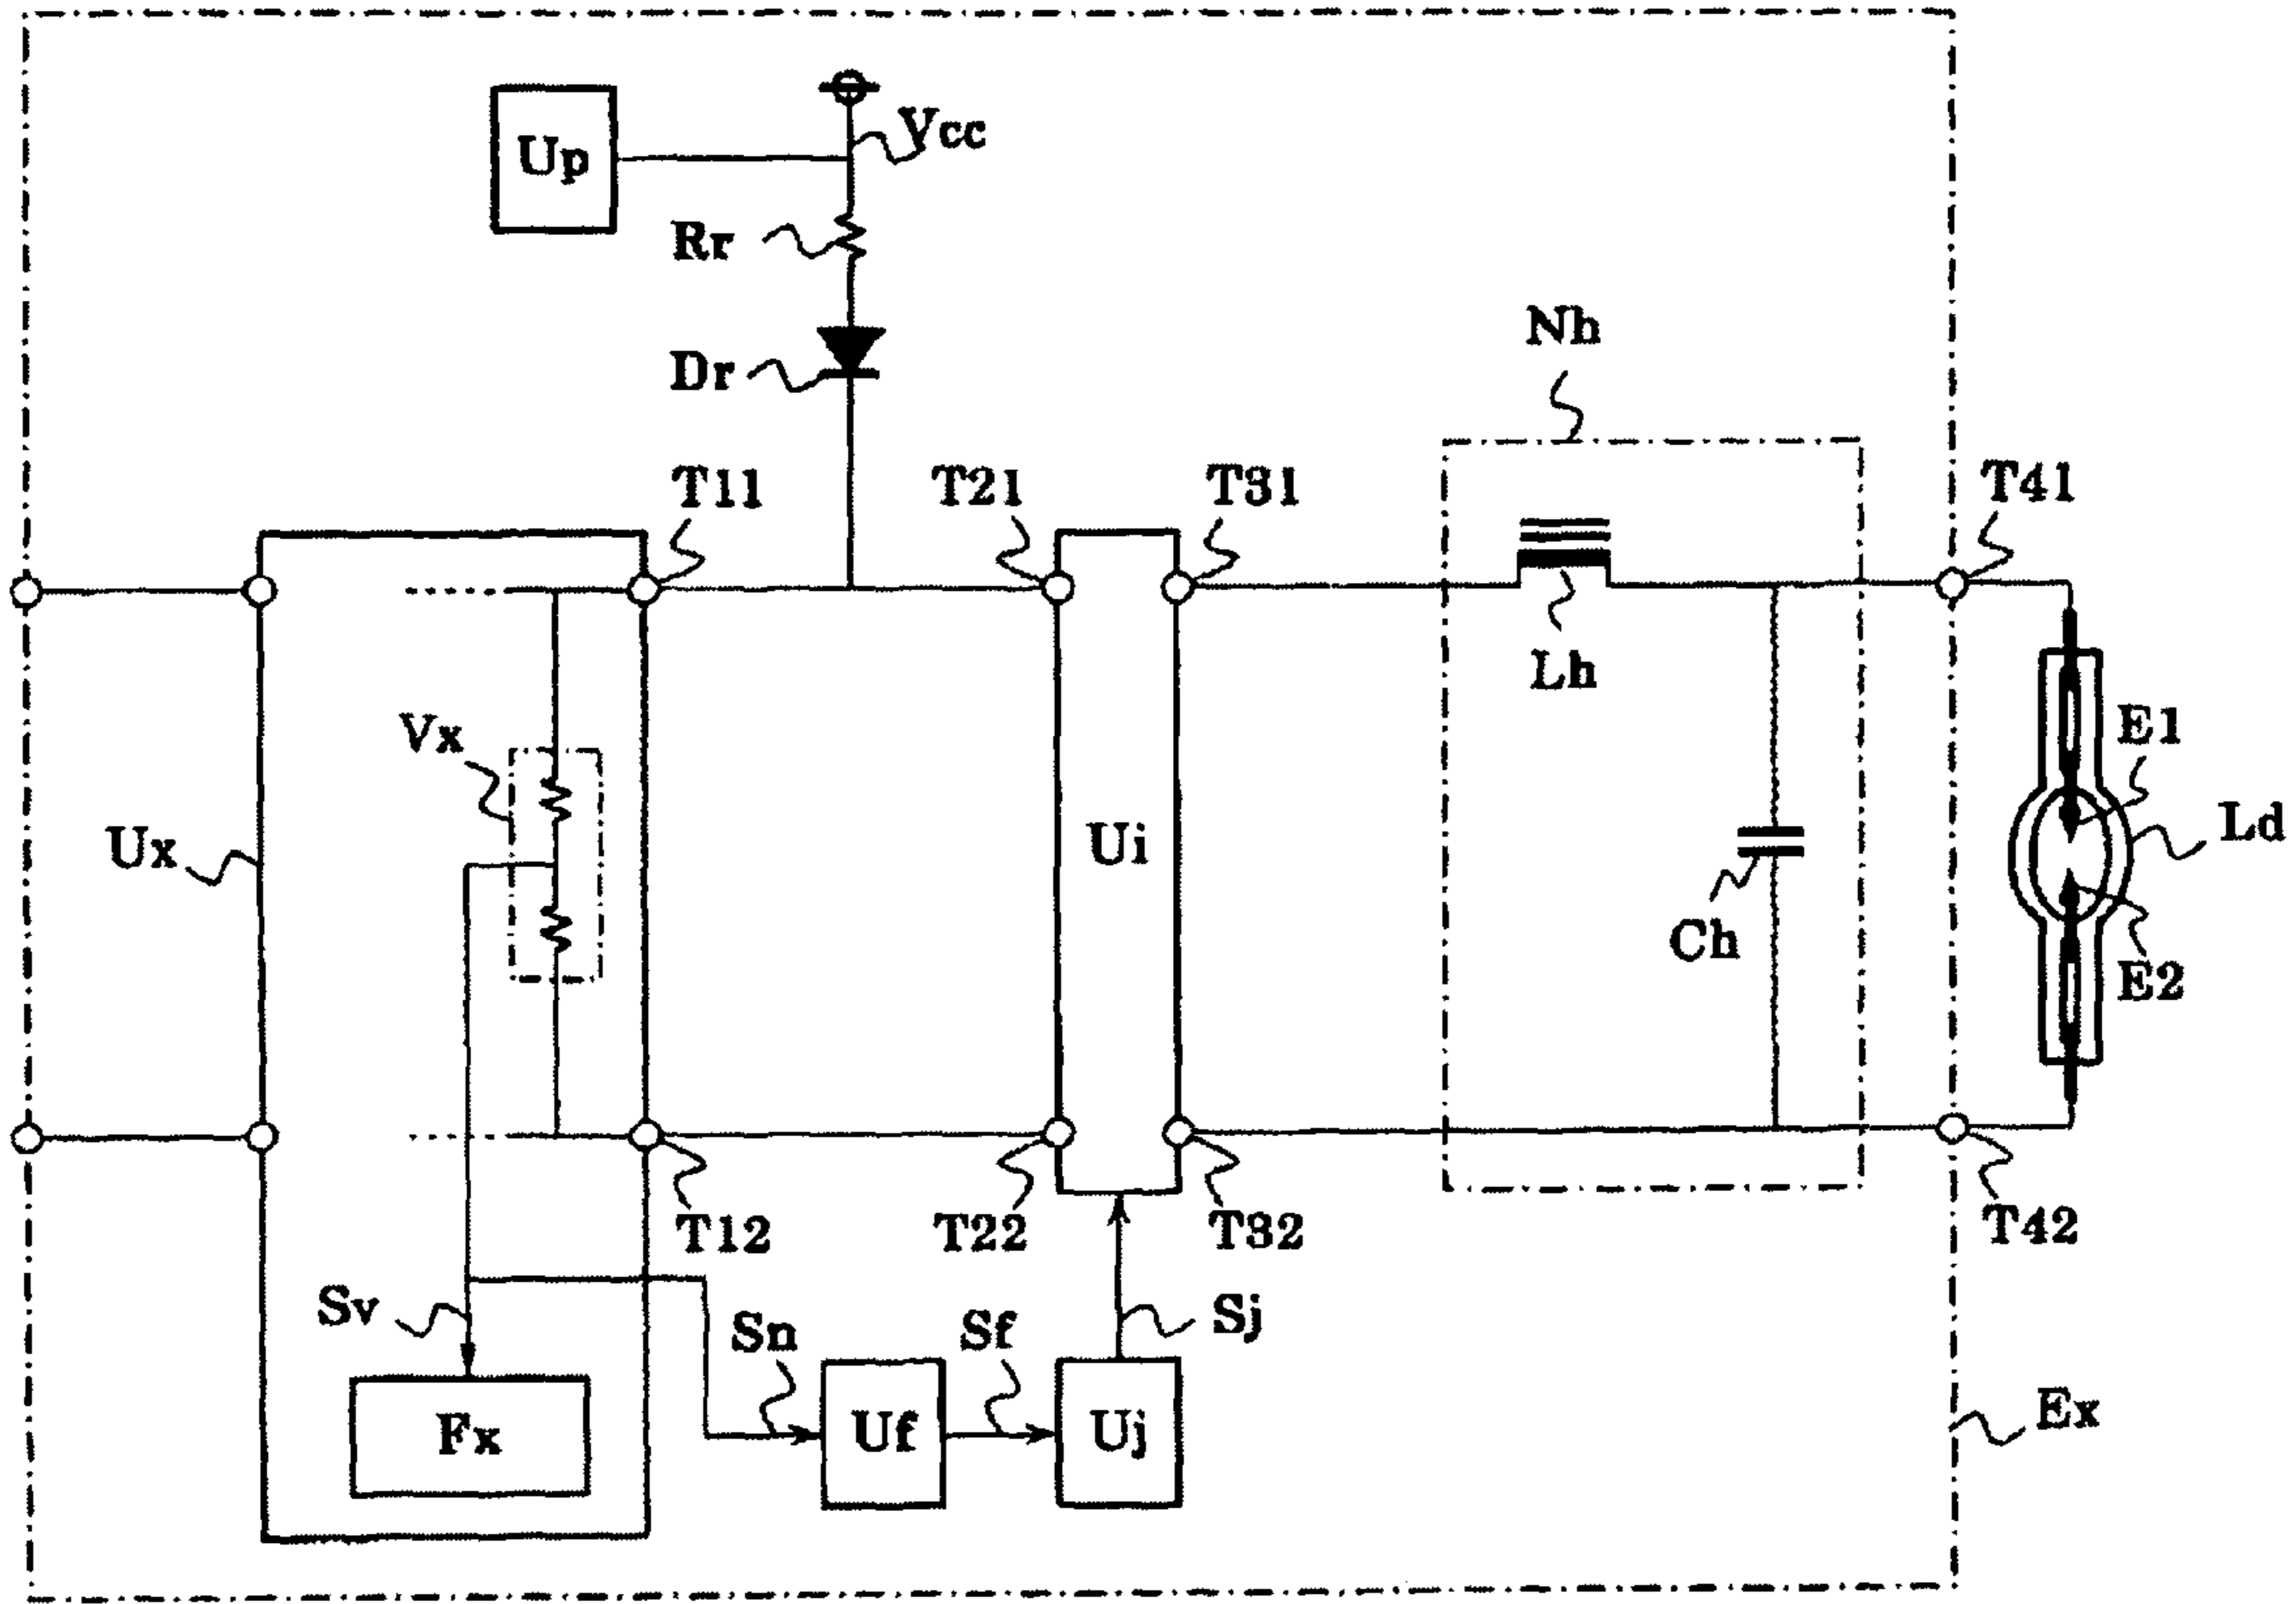 Up
Vcc
Rr
Dr
Nh
T11
T21
T31
T41
Lh
E1
Vx
Ux
Ui
Ld
Ch
E2
T12
T22
T32
T42
Sv
Sn
Sf
Sj
Fx
Uf
Uj
Ex